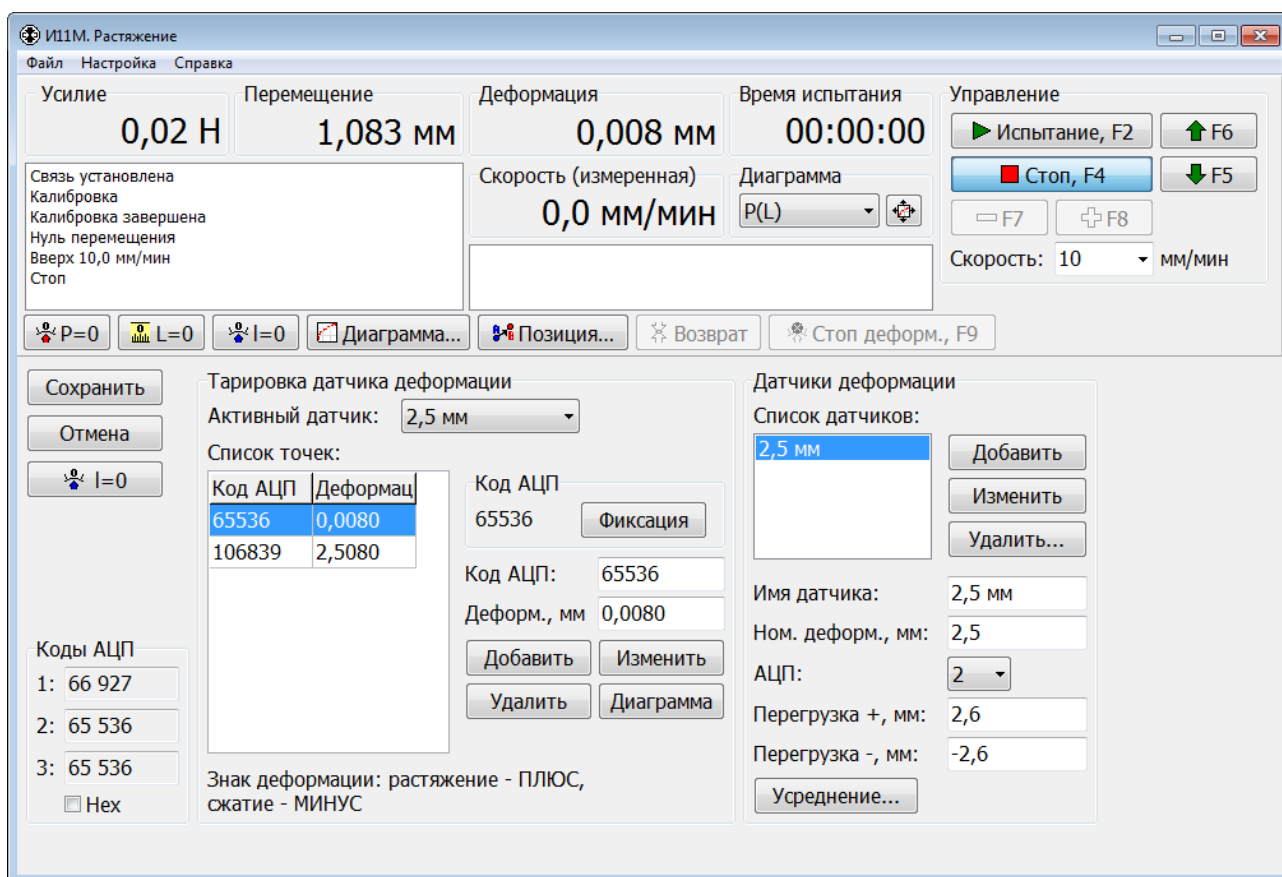 И11М. Растяжение
Файл Настройка Справка
Усилие
0,02 Н
Перемещение
1,083 мм
Деформация
0,008 мм
Время испытания
00:00:00
Управление
Испытание, F2
F6
Стоп, F4
F5
F7
F8
Скорость: 10 мм/мин
Связь установлена
Калибровка
Калибровка завершена
Нуль перемещения
Вверх 10,0 мм/мин
Стоп
Скорость (измеренная)
0,0 мм/мин
Диаграмма
P(L)
P=0
L=0
l=0
Диаграмма...
Позиция...
Возврат
Стоп деформ., F9
Сохранить
Отмена
l=0
Коды АЦП
1: 66 927
2: 65 536
3: 65 536
Hex
Тарировка датчика деформации
Активный датчик: 2,5 мм
Список точек:
Код АЦП Деформац
65536 0,0080
106839 2,5080
Код АЦП
65536 Фиксация
Код АЦП: 65536
Деформ., мм 0,0080
Добавить Изменить
Удалить Диаграмма
Знак деформации: растяжение - ПЛЮС,
сжатие - МИНУС
Датчики деформации
Список датчиков:
2,5 мм
Добавить
Изменить
Удалить...
Имя датчика: 2,5 мм
Ном. деформ., мм: 2,5
АЦП: 2
Перегрузка +, мм: 2,6
Перегрузка -, мм: -2,6
Усреднение...